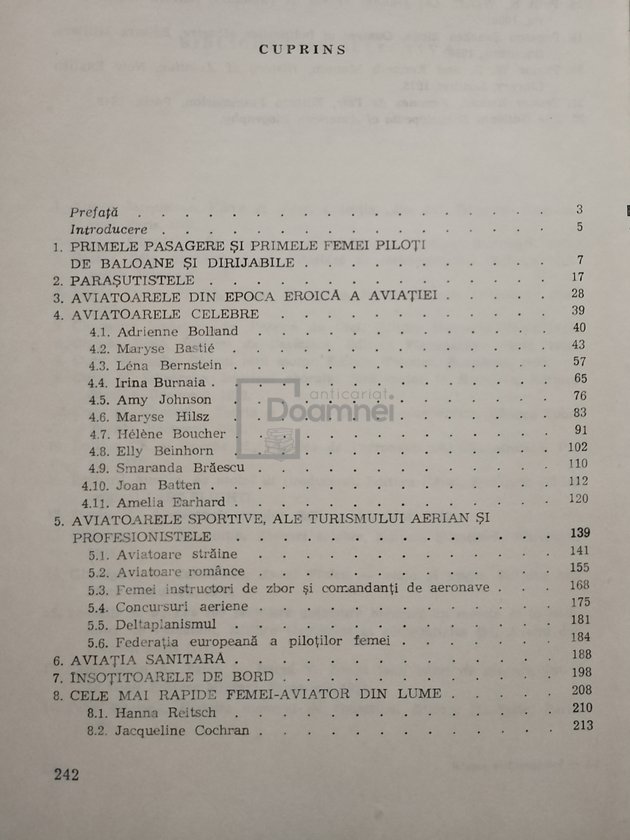 CUPRINS
Prefață . . . . . . . . . . . . . . . 3
Introducere . . . . . . . . . . . . . . 5
1. PRIMELE PASAGERE ȘI PRIMELE FEMEI PILOȚI
DE BALOANE ȘI DIRIJABILE . . . . . . . . . 7
2. PARAȘUTISTELE . . . . . . . . . . . . 17
3. AVIATOARELE DIN EPOCA EROICĂ A AVIAȚIEI . . . . 28
4. AVIATOARELE CELEBRE . . . . . . . . . . 39
4.1. Adrienne Bolland . . . . . . . . . . . 40
4.2. Maryse Bastié . . . . . . . . . . . . 43
4.3. Léna Bernstein . . . . . . . . . . . . 57
4.4. Irina Burnaia . . . . . . . . . . . . 65
4.5. Amy Johnson . . . . . . . . . . . . 76
4.6. Maryse Hilsz . . . . . . . . . . . . 83
4.7. Hélène Boucher . . . . . . . . . . . . 91
4.8. Elly Beinhorn . . . . . . . . . . . . 102
4.9. Smaranda Brăescu . . . . . . . . . . . 110
4.10. Joan Batten . . . . . . . . . . . . 112
4.11. Amelia Earhard . . . . . . . . . . . . 120
5. AVIATOARELE SPORTIVE, ALE TURISMULUI AERIAN ȘI
PROFESIONISTELE . . . . . . . . . . . . 139
5.1. Aviatoare străine . . . . . . . . . . . 141
5.2. Aviatoare românce . . . . . . . . . . . 155
5.3. Femei instructori de zbor și comandanți de aeronave . . . 168
5.4. Concursuri aeriene . . . . . . . . . . . 175
5.5. Deltaplanismul . . . . . . . . . . . . 181
5.6. Federația europeană a piloților femei . . . . . . 184
6. AVIAȚIA SANITARĂ . . . . . . . . . . . . 188
7. ÎNSOȚITOARELE DE BORD . . . . . . . . . . 198
8. CELE MAI RAPIDE FEMEI-AVIATOR DIN LUME . . . . . 208
8.1. Hanna Reitsch . . . . . . . . . . . . 210
8.2. Jacqueline Cochran . . . . . . . . . . . 213
242
anticariat
Doamnei